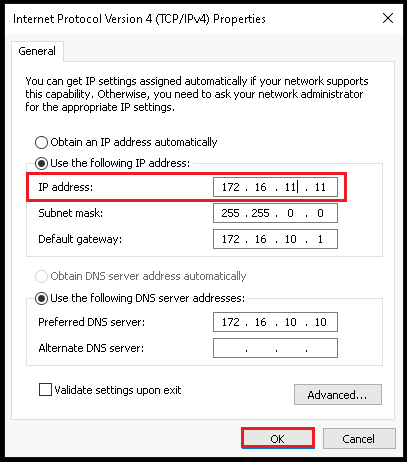 Internet Protocol Version 4 (TCP/IPv4) Properties
General
You can get IP settings assigned automatically if your network supports
this capability. Otherwise, you need to ask your network administrator
for the appropriate IP settings.
Obtain an IP address automatically
Use the following IP address:
IP address: 172 . 16 . 11 . 11
Subnet mask: 255 . 255 . 0 . 0
Default gateway: 172 . 16 . 10 . 1
Obtain DNS server address automatically
Use the following DNS server addresses:
Preferred DNS server: 172 . 16 . 10 . 10
Alternate DNS server: . . .
Validate settings upon exit
Advanced...
OK Cancel